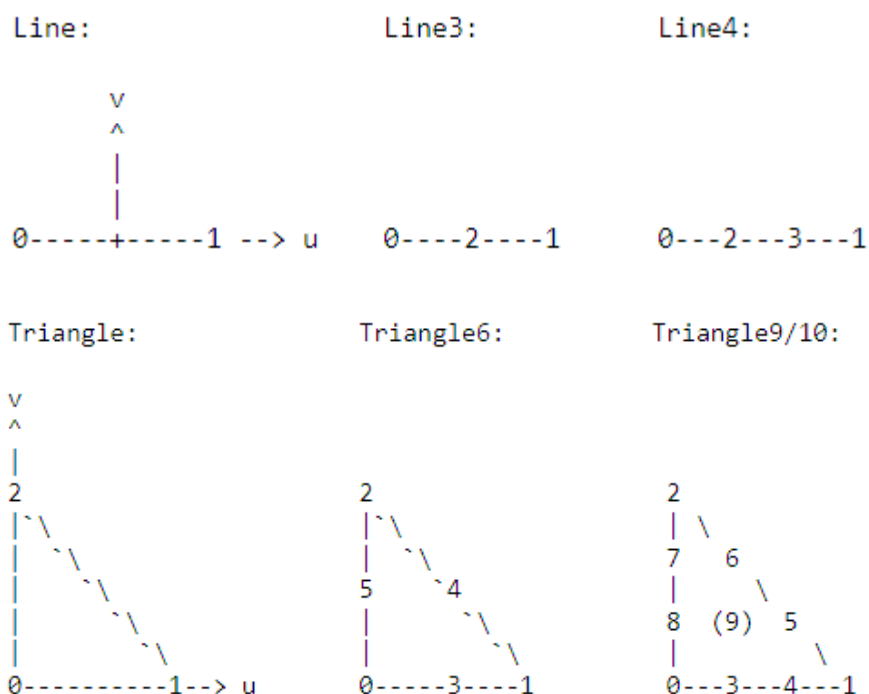 Line:                 Line3:          Line4:
      v
      ^
      |
      |
0-----+-----1 --> u   0----2----1     0---2---3---1
Triangle:             Triangle6:      Triangle9/10:
v
^
|
2                     2               2
|`\                   |`\             | \
|  `\                 |  `\           7   6
|    `\               5    `4         |     \
|      `\             |      `\       8  (9)  5
|        `\           |        `\     |         \
0----------1--> u     0-----3----1    0---3---4---1